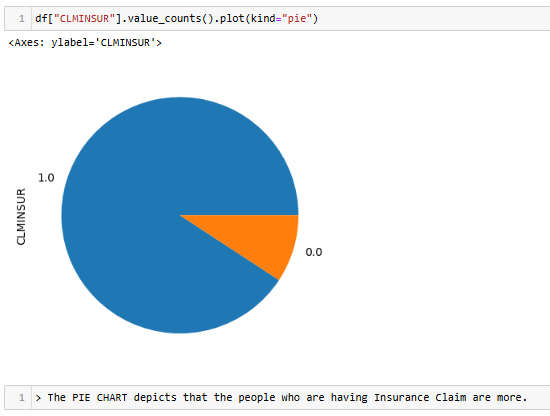 1 df["CLMINSUR"].value_counts().plot(kind="pie")
<Axes: ylabel='CLMINSUR'>
1.0
CLMINSUR
0.0
1 > The PIE CHART depicts that the people who are having Insurance Claim are more.